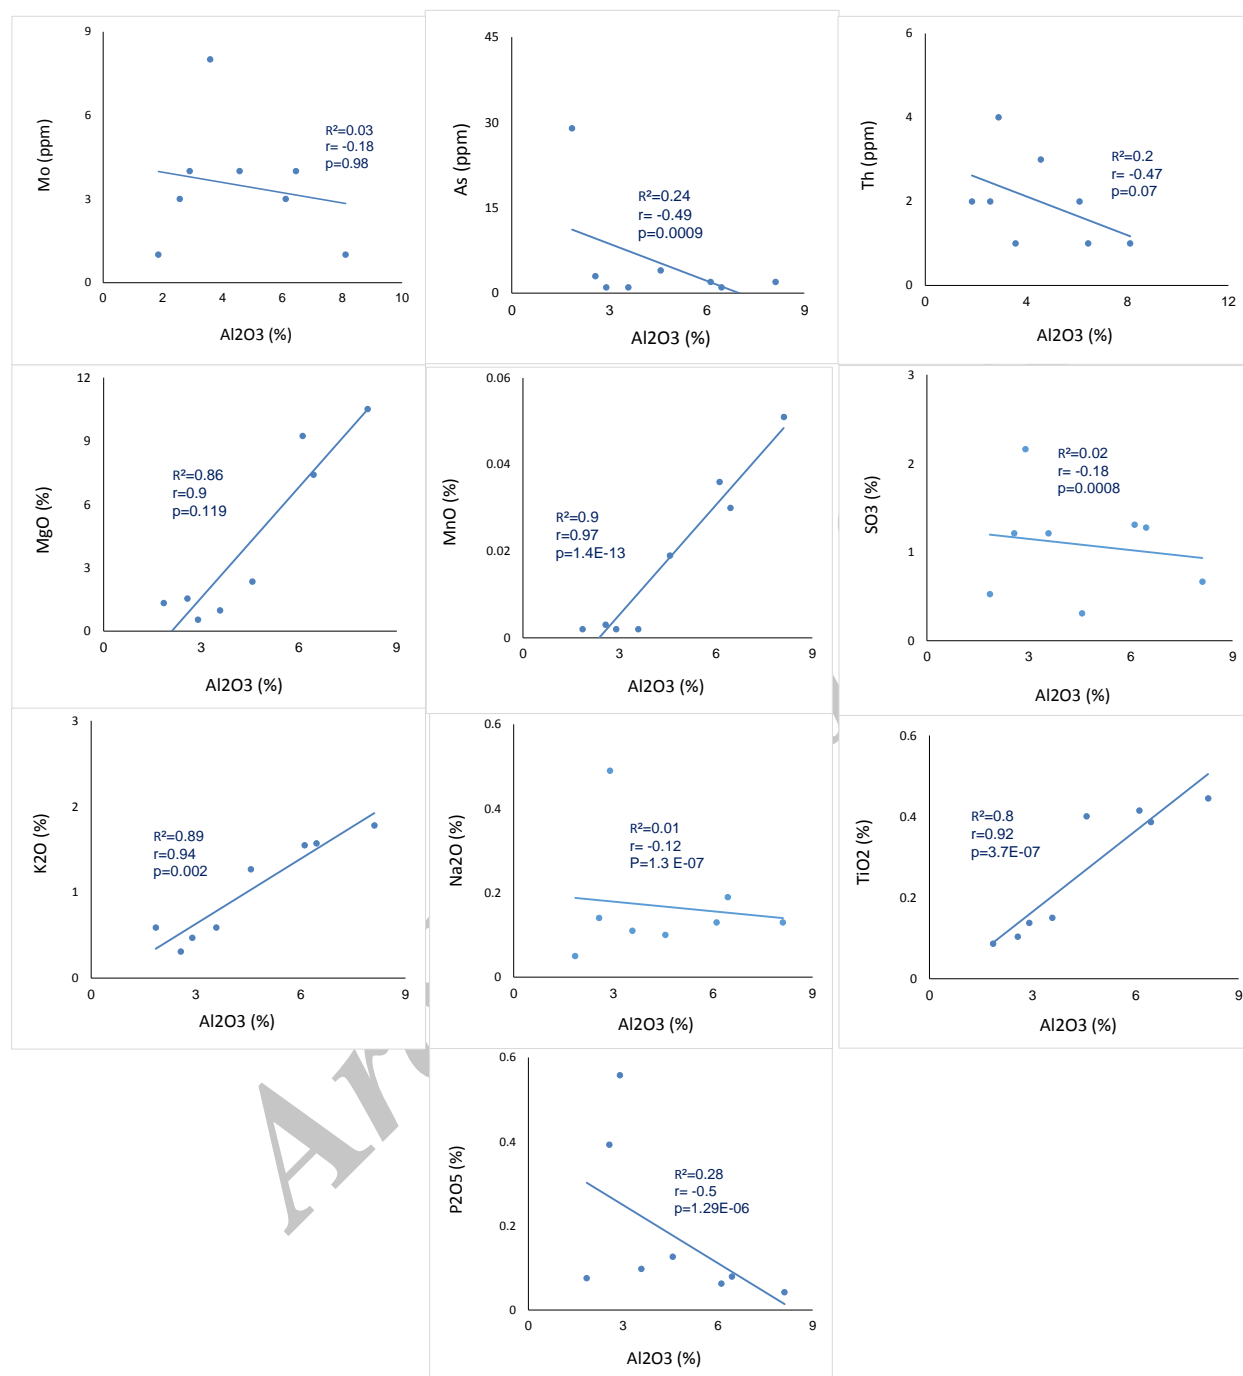 9
6
3
0
0
2
4
6
8
10
Mo (ppm)
Al2O3 (%)
R²=0.03
r= -0.18
p=0.98
45
30
15
0
0
3
6
9
As (ppm)
Al2O3 (%)
R²=0.24
r= -0.49
p=0.0009
6
4
2
0
0
4
8
12
Th (ppm)
Al2O3 (%)
R²=0.2
r= -0.47
p=0.07
12
9
6
3
0
0
3
6
9
MgO (%)
Al2O3 (%)
R²=0.86
r=0.9
p=0.119
0.06
0.04
0.02
0
0
3
6
9
MnO (%)
Al2O3 (%)
R²=0.9
r=0.97
p=1.4E-13
3
2
1
0
0
3
6
9
SO3 (%)
Al2O3 (%)
R²=0.02
r= -0.18
p=0.0008
3
2
1
0
0
3
6
9
K2O (%)
Al2O3 (%)
R²=0.89
r=0.94
p=0.002
0.6
0.4
0.2
0
0
3
6
9
Na2O (%)
Al2O3 (%)
R²=0.01
r= -0.12
P=1.3 E-07
0.6
0.4
0.2
0
0
3
6
9
TiO2 (%)
Al2O3 (%)
R²=0.8
r=0.92
p=3.7E-07
0.6
0.4
0.2
0
0
3
6
9
P2O5 (%)
Al2O3 (%)
R²=0.28
r= -0.5
p=1.29E-06